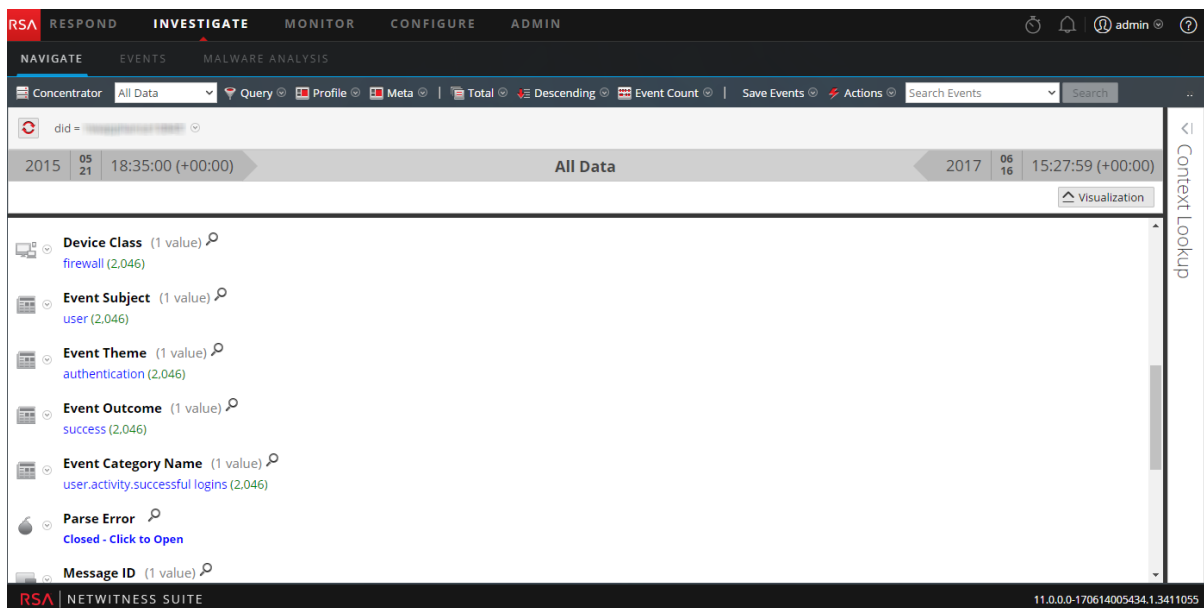 RSA RESPOND INVESTIGATE MONITOR CONFIGURE ADMIN admin ?
NAVIGATE EVENTS MALWARE ANALYSIS
Concentrator All Data Query Profile Meta | Total Descending Event Count | Save Events Actions Search Events Search ..
did =
2015 05 21 18:35:00 (+00:00) All Data 2017 06 16 15:27:59 (+00:00)
Visualization
Context Lookup
Device Class (1 value)
firewall (2,046)
Event Subject (1 value)
user (2,046)
Event Theme (1 value)
authentication (2,046)
Event Outcome (1 value)
success (2,046)
Event Category Name (1 value)
user.activity.successful logins (2,046)
Parse Error
Closed - Click to Open
Message ID (1 value)
RSA | NETWITNESS SUITE 11.0.0.0-170614005434.1.3411055